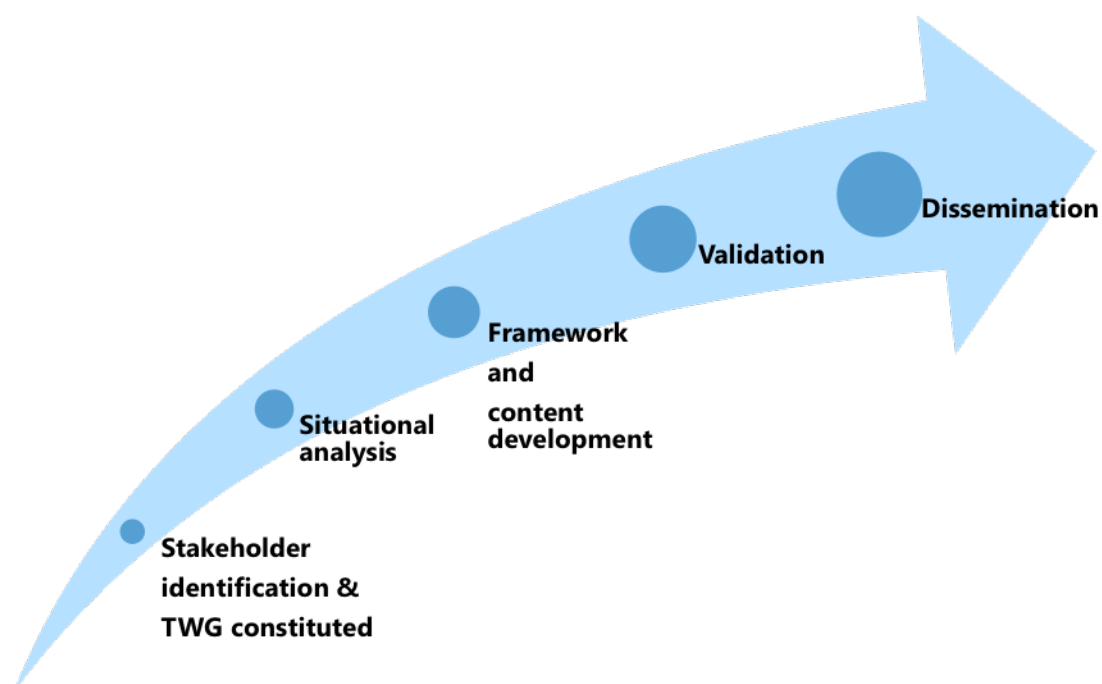 Stakeholder
identification &
TWG constituted
Situational
analysis
Framework
and
content
development
Validation
Dissemination